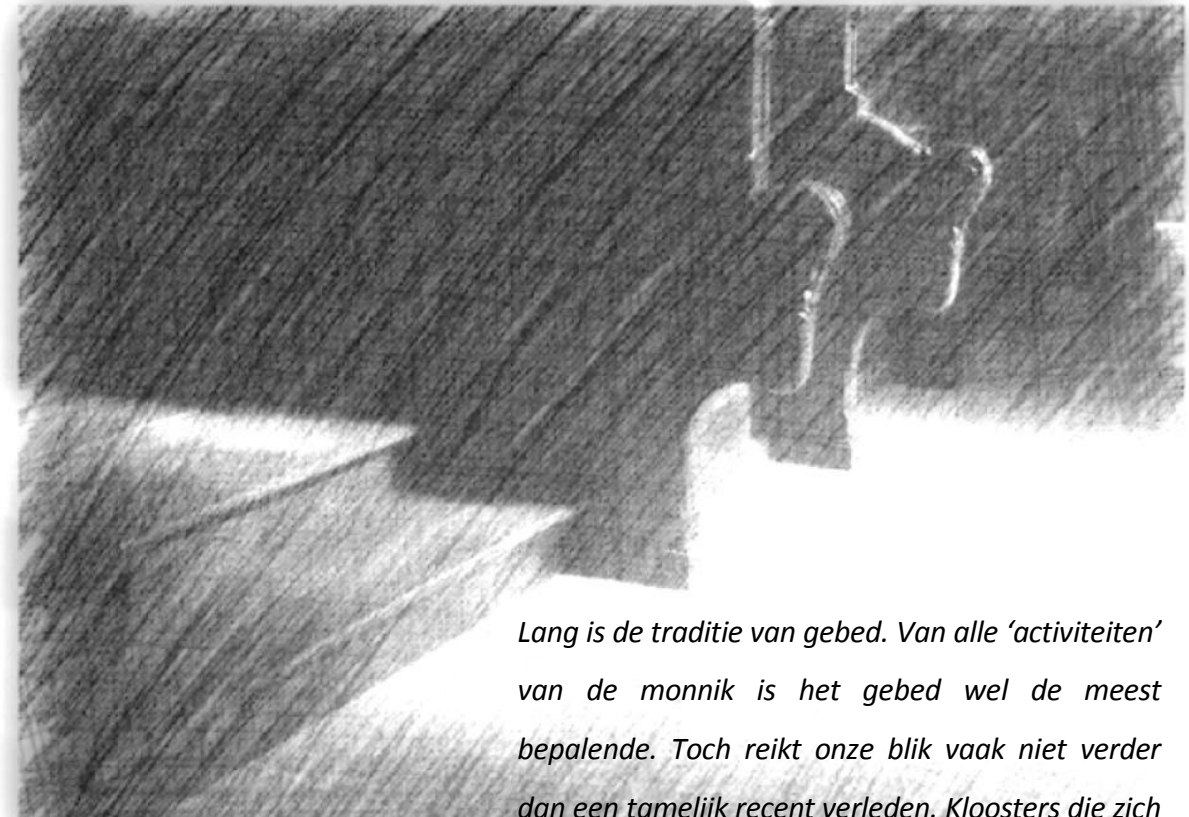 Lang is de traditie van gebed. Van alle ‘activiteiten’
van de monnik is het gebed wel de meest
bepalende. Toch reikt onze blik vaak niet verder
dan een tamelijk recent verleden. Kloosters die zich